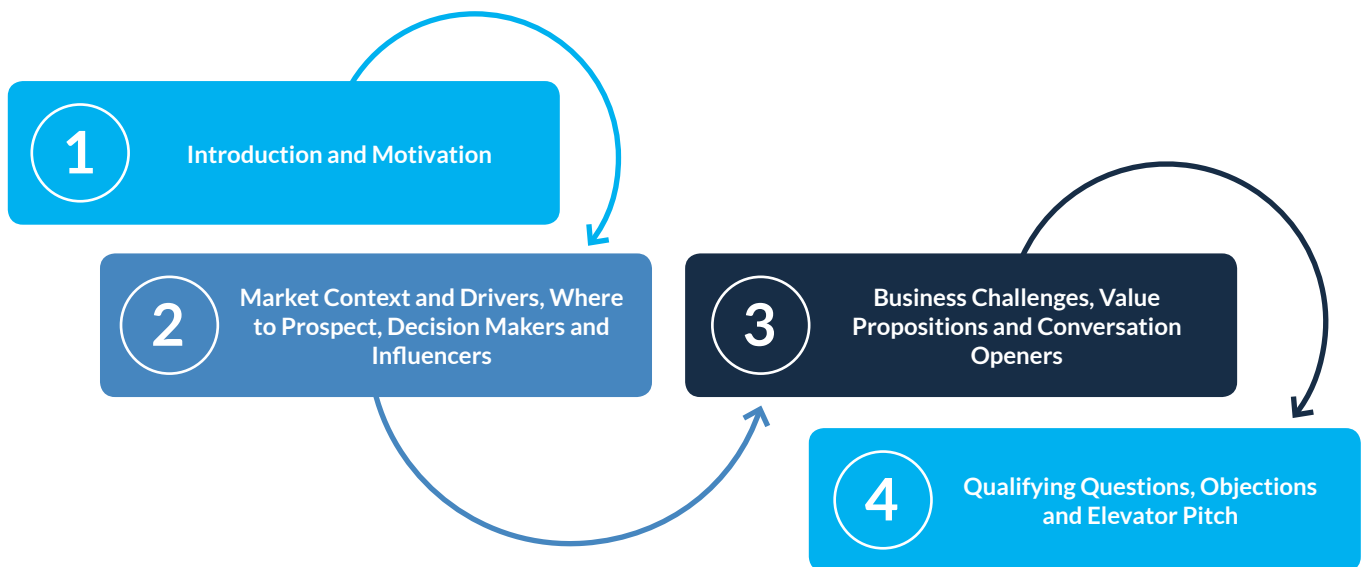 1
Introduction and Motivation
2
Market Context and Drivers, Where
to Prospect, Decision Makers and
Influencers
3
Business Challenges, Value
Propositions and Conversation
Openers
4
Qualifying Questions, Objections
and Elevator Pitch